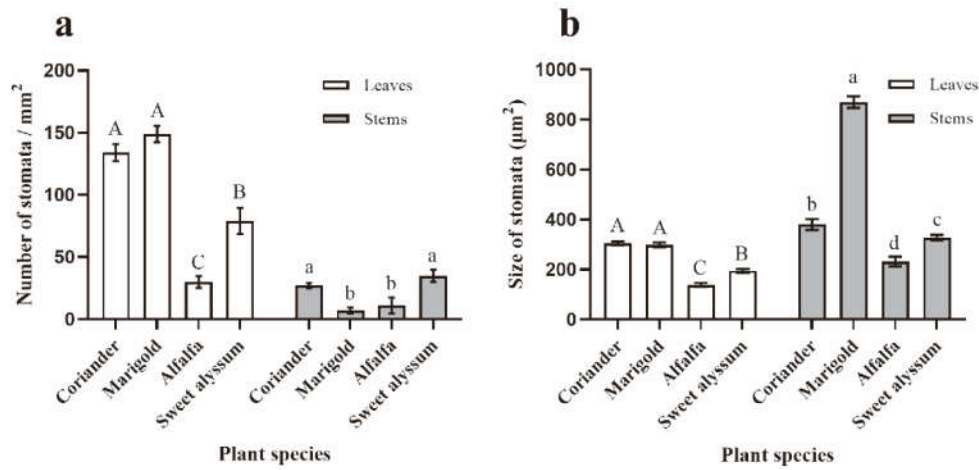 a
Number of stomata / mm²
200
150
100
50
0
Leaves
Stems
A
A
C
B
a
b
b
a
Coriander
Marigold
Alfalfa
Sweet alyssum
Coriander
Marigold
Alfalfa
Sweet alyssum
Plant species
b
Size of stomata (μm²)
1000
800
600
400
200
0
Leaves
Stems
A
A
C
B
b
a
d
c
Coriander
Marigold
Alfalfa
Sweet alyssum
Coriander
Marigold
Alfalfa
Sweet alyssum
Plant species